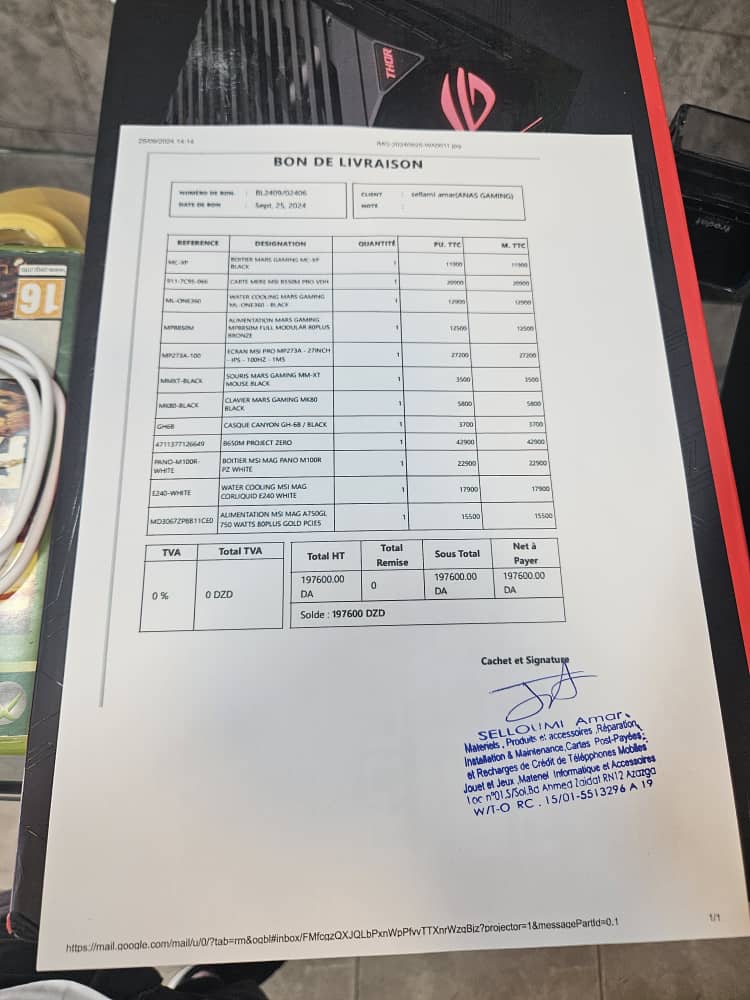 THOR
25/09/2024 14:14
BON DE LIVRAISON
NUMÉRO DE BON. : BL2409/02406
DATE DE BON : Sept. 25, 2024
CLIENT : sellami amar(ANAS GAMING)
NOTE :
REFERENCE DESIGNATION QUANTITÉ PU. TTC M. TTC
MC-XP BOITIER MARS GAMING MC-XP BLACK 1 11900 11900
911-7C95-066 CARTE MERE MSI B550M PRO VDH 1 20900 20900
ML-ONE360 WATER COOLING MARS GAMING ML-ONE360 - BLACK 1 12900 12900
MPB850M ALIMENTATION MARS GAMING MPB850M FULL MODULAR 80PLUS BRONZE 1 12500 12500
MP273A-100 ECRAN MSI PRO MP273A - 27INCH - IPS - 100HZ - 1MS 1 27200 27200
MMXT-BLACK SOURIS MARS GAMING MM-XT MOUSE BLACK 1 3500 3500
MK80-BLACK CLAVIER MARS GAMING MK80 BLACK 1 5800 5800
GH6B CASQUE CANYON GH-6B / BLACK 1 3700 3700
4711377126649 B650M PROJECT ZERO 1 42900 42900
PANO-M100R-WHITE BOITIER MSI MAG PANO M100R PZ WHITE 1 22900 22900
E240-WHITE WATER COOLING MSI MAG CORLIQUID E240 WHITE 1 17900 17900
MD3067ZPBB11CE0 ALIMENTATION MSI MAG A750GL 750 WATTS 80PLUS GOLD PCIE5 1 15500 15500
TVA Total TVA
0 % 0 DZD
Total HT Total Remise Sous Total Net à Payer
197600.00 DA 0 197600.00 DA 197600.00 DA
Solde : 197600 DZD
Cachet et Signature
SELLOUMI Amar
Materiels, Produits et accessoires, Réparation,
Installation & Maintenance, Cartes Post-Payées,
et Recharges de Crédit de Téléphones Mobiles
Jouet et Jeux, Materiel Informatique et Accessoires
Loc n°01.S/Sol.Bd Ahmed Zaidat RN12 Azazga
W/T-O RC. 15/01-5513296 A 19
https://mail.google.com/mail/u/0/?tab=rm&ogbl#inbox/FMfcgzQXJQLbPxnWpPfvvTTXnrWzqBiz?projector=1&messagePartId=0.1
1/1
16